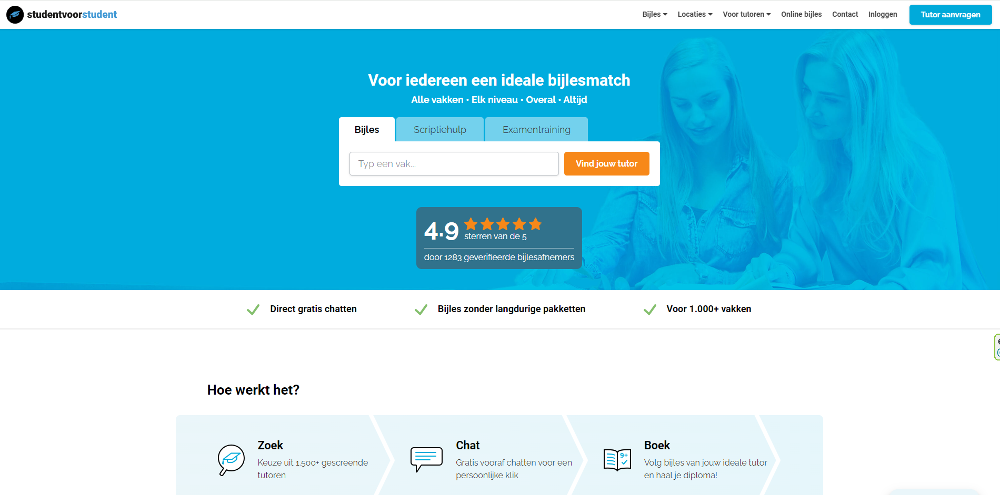 studentvoorstudent
Bijles
Locaties
Voor tutoren
Online bijles
Contact
Inloggen
Tutor aanvragen
Voor iedereen een ideale bijlesmatch
Alle vakken • Elk niveau • Overal • Altijd
Bijles
Scriptiehulp
Examentraining
Typ een vak...
Vind jouw tutor
4.9
sterren van de 5
door 1283 geverifieerde bijlesafnemers
Direct gratis chatten
Bijles zonder langdurige pakketten
Voor 1.000+ vakken
Hoe werkt het?
Zoek
Keuze uit 1.500+ gescreende
tutoren
Chat
Gratis vooraf chatten voor een
persoonlijke klik
9+
Boek
Volg bijles van jouw ideale tutor
en haal je diploma!